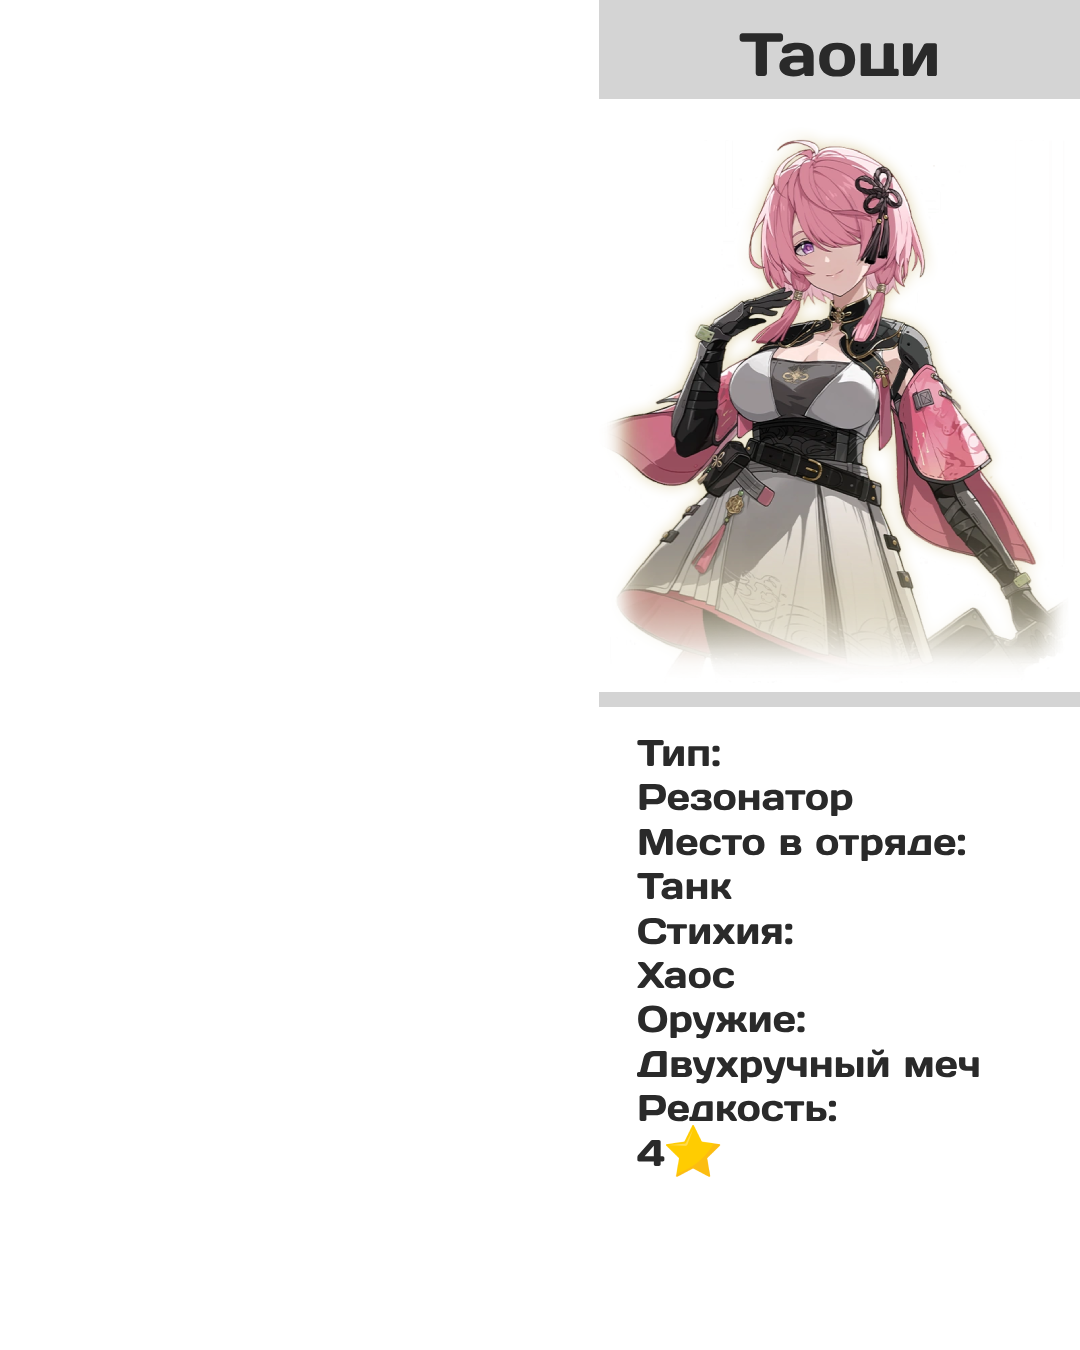 Таоци
Тип:
Резонатор
Место в отряде:
Танк
Стихия:
Хаос
Оружие:
Двухручный меч
Редкость:
4⭐